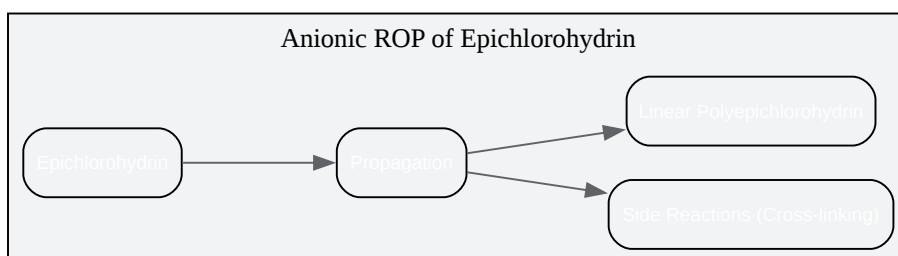 Anionic ROP of Epichlorohydrin
Linear Polyepichlorohydrin
Epichlorohydrin
Propagation
Side Reactions (Cross-linking)